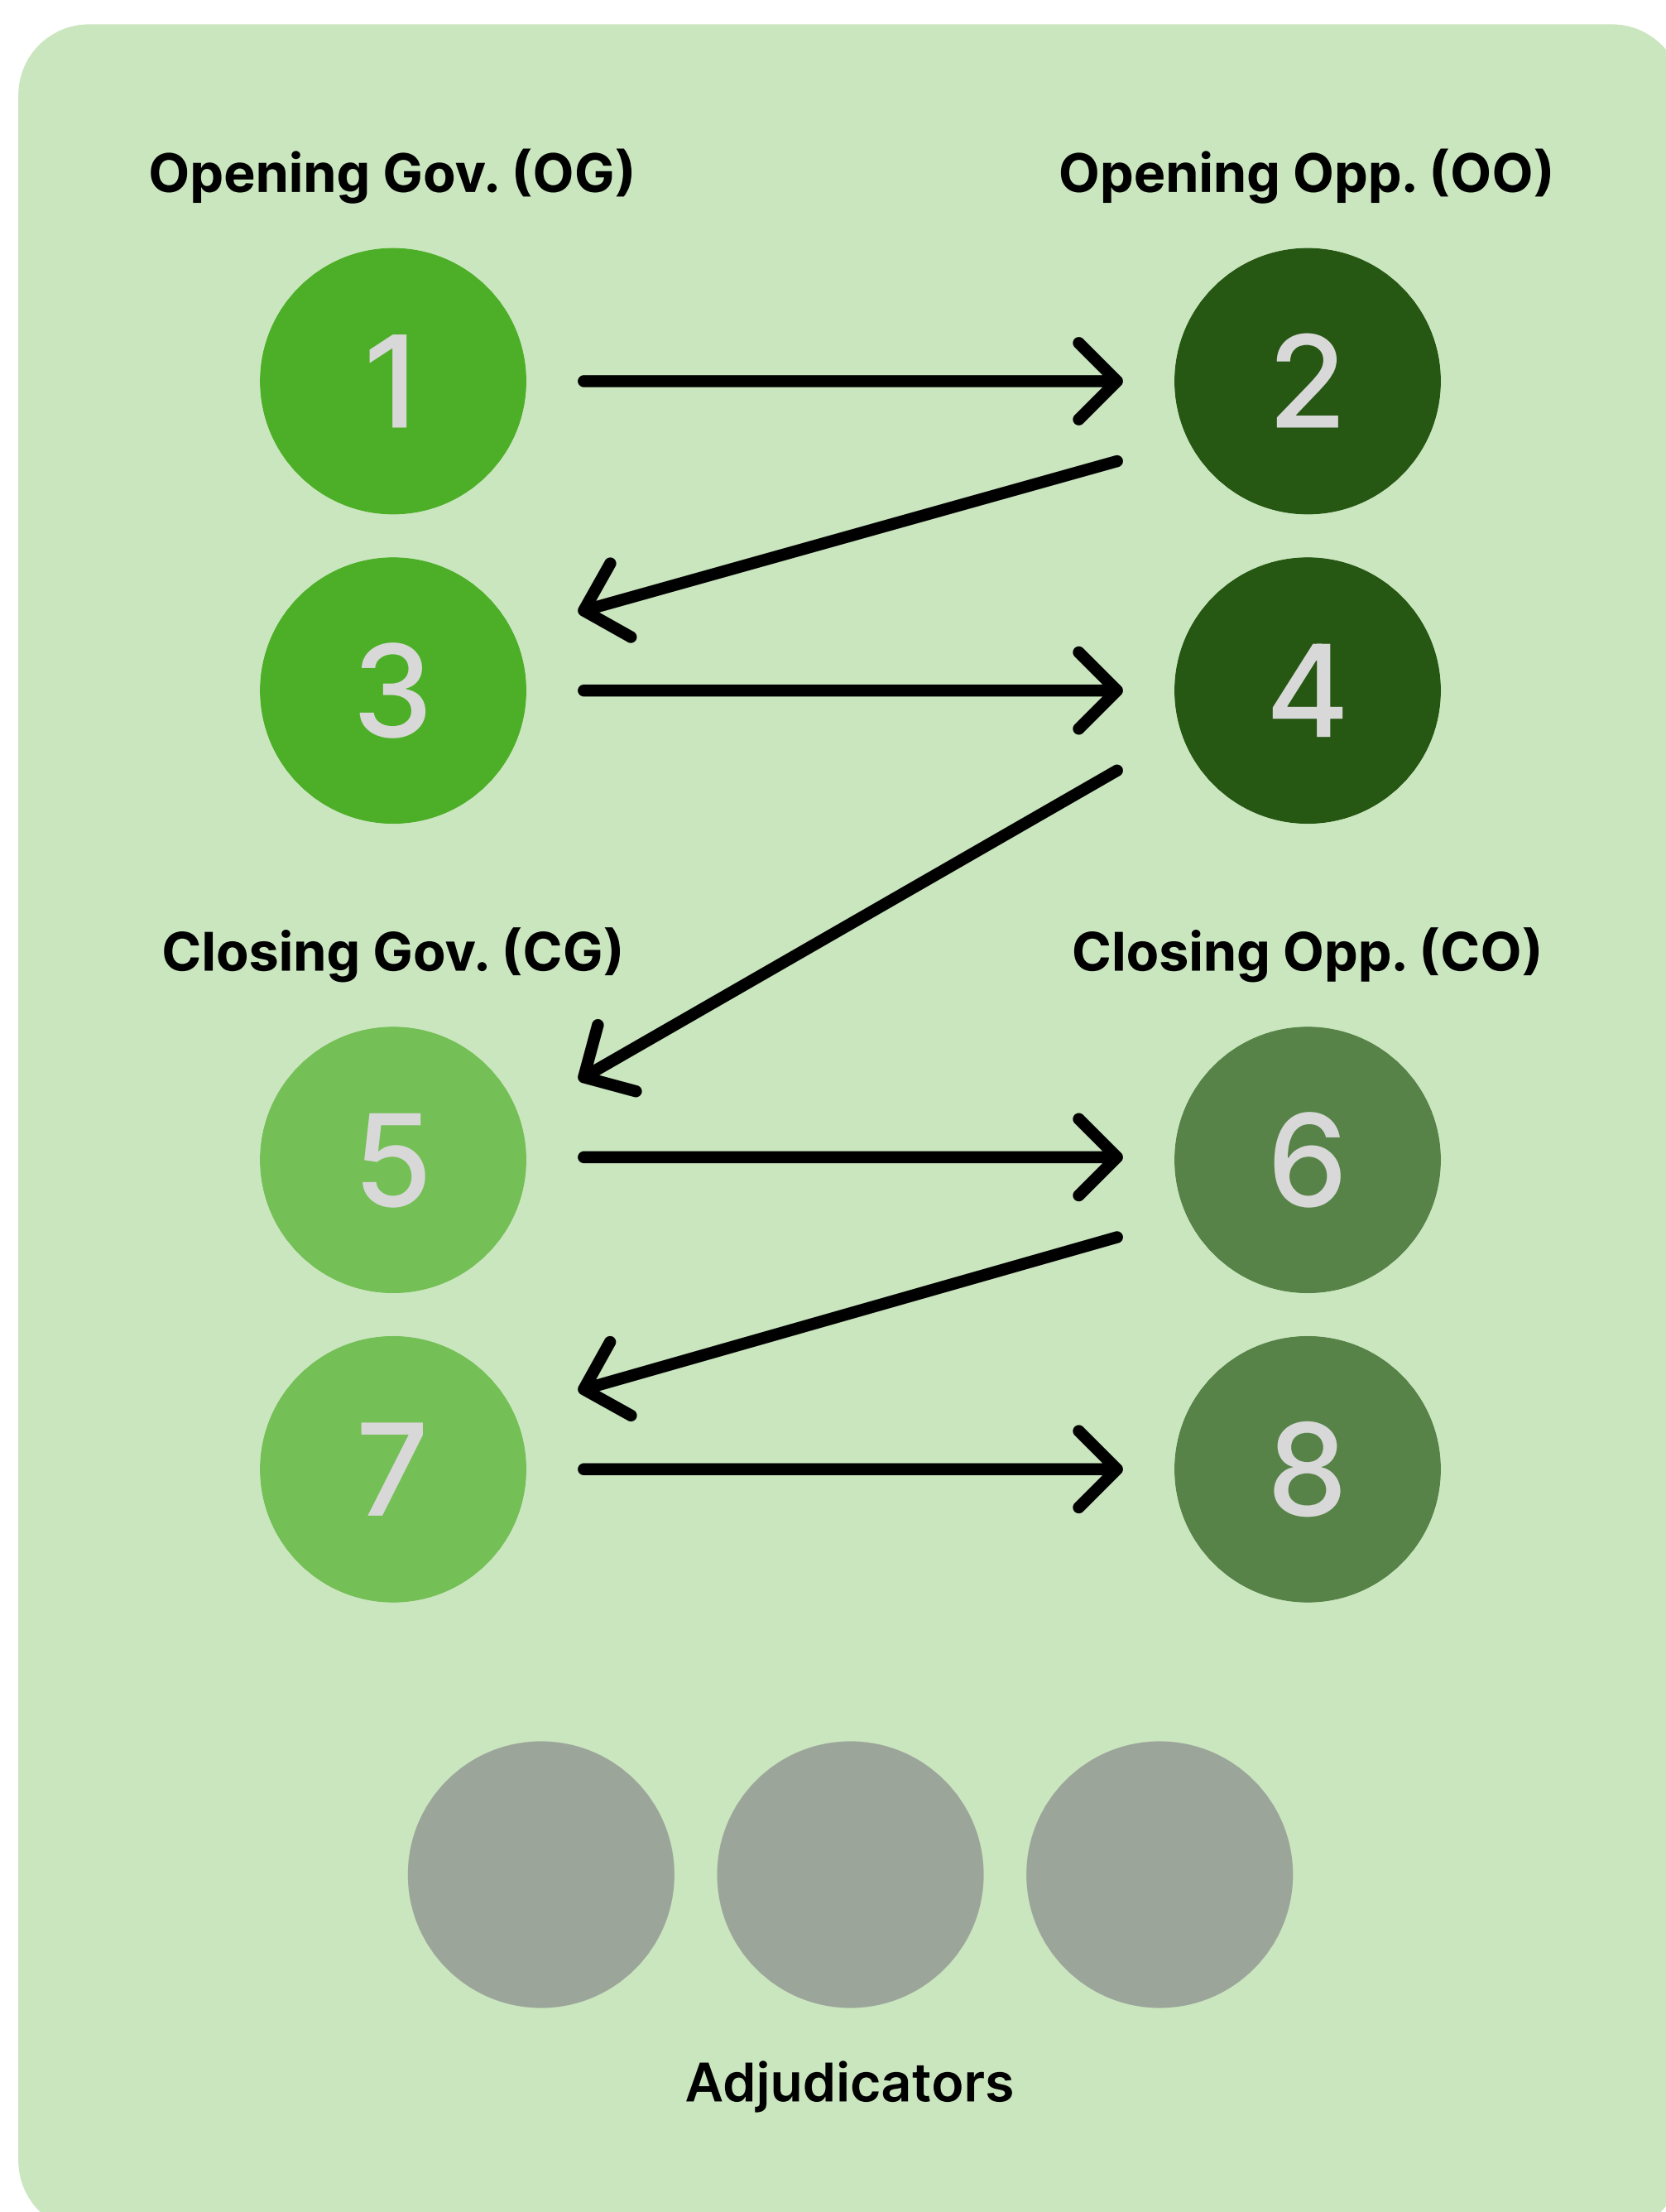 Opening Gov. (OG)
Opening Opp. (OO)
1
2
3
4
Closing Gov. (CG)
Closing Opp. (CO)
5
6
7
8
Adjudicators